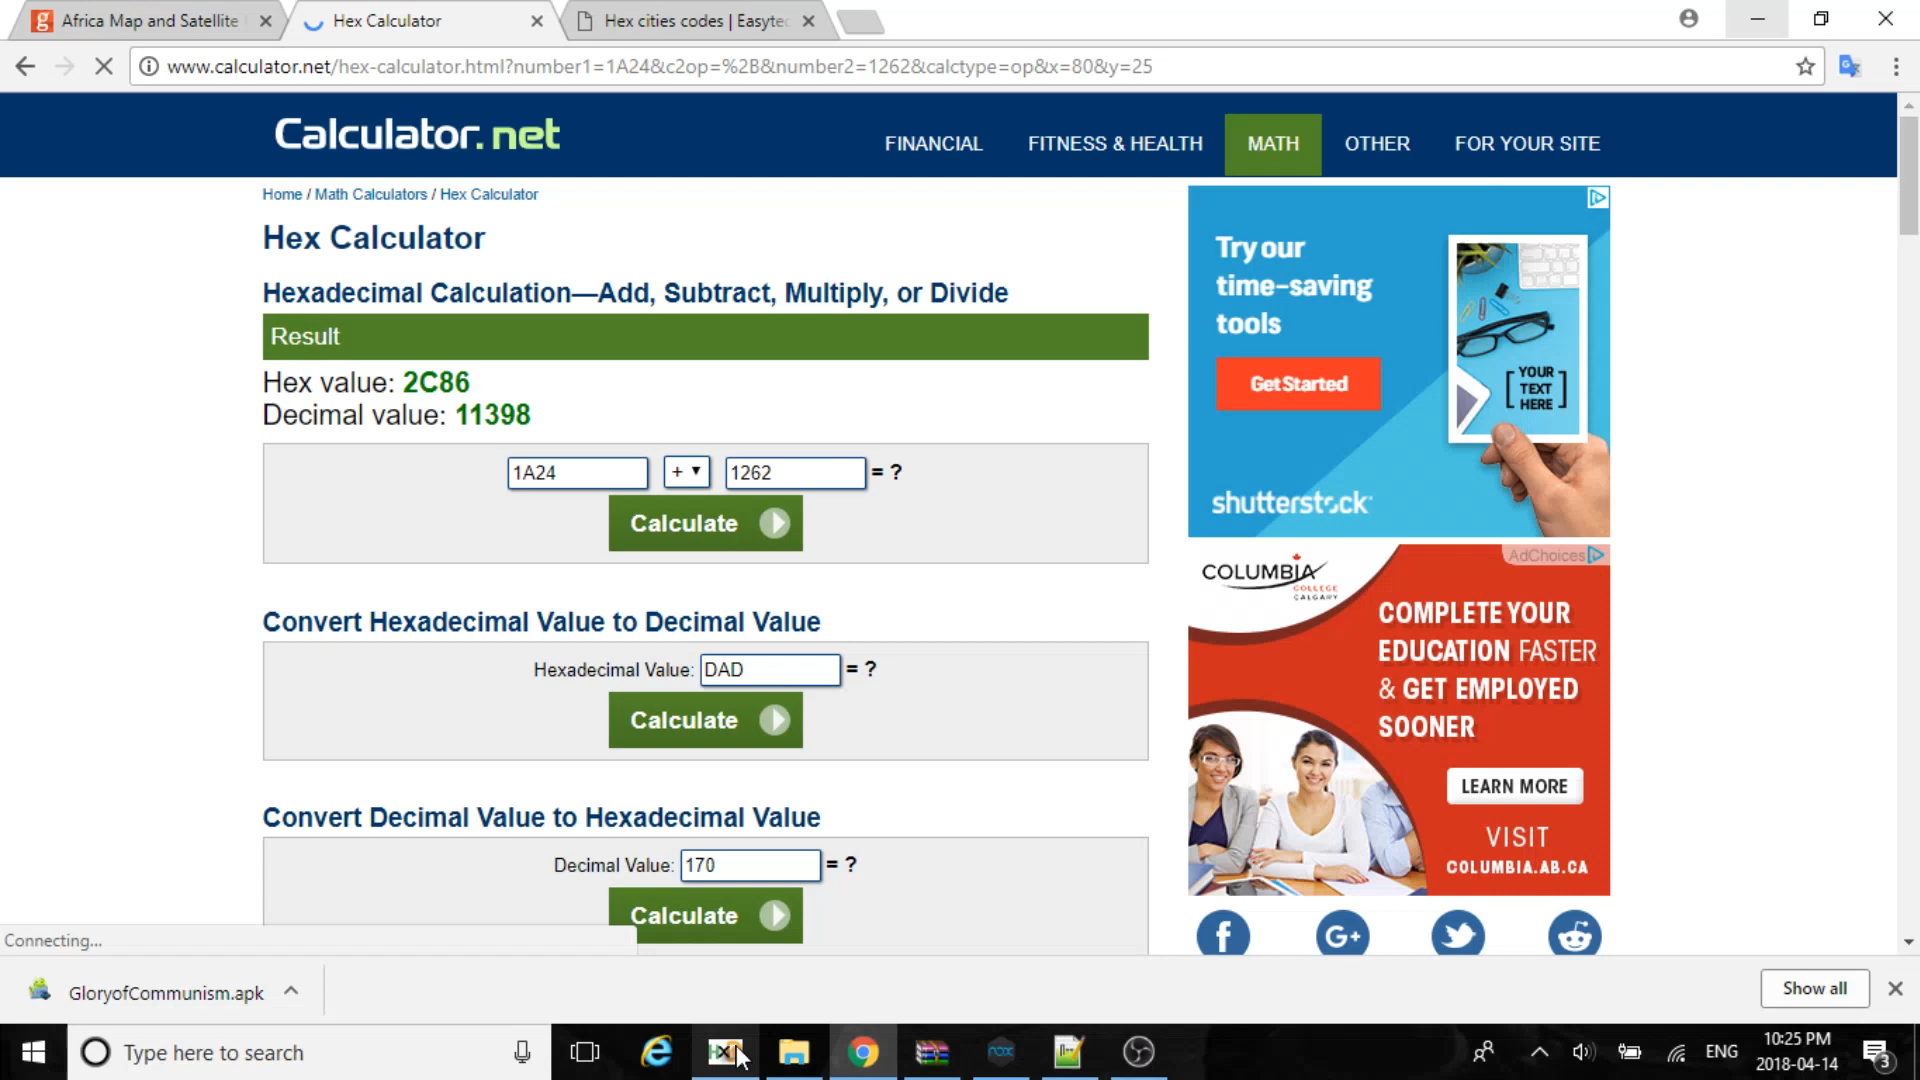 Africa Map and Satellite
Hex Calculator
Hex cities codes | Easytec
www.calculator.net/hex-calculator.html?number1=1A24&c2op=%2B&number2=1262&calctype=op&x=80&y=25
Calculator.net
FINANCIAL
FITNESS & HEALTH
MATH
OTHER
FOR YOUR SITE
Home / Math Calculators / Hex Calculator
Hex Calculator
Hexadecimal Calculation—Add, Subtract, Multiply, or Divide
Result
Hex value: 2C86
Decimal value: 11398
1A24 + 1262 = ?
Calculate
Convert Hexadecimal Value to Decimal Value
Hexadecimal Value: DAD = ?
Calculate
Convert Decimal Value to Hexadecimal Value
Decimal Value: 170 = ?
Calculate
Try our
time-saving
tools
Get Started
YOUR
TEXT
HERE
shutterstock
AdChoices
COLUMBIA
COLLEGE
CALGARY
COMPLETE YOUR
EDUCATION FASTER
& GET EMPLOYED
SOONER
LEARN MORE
VISIT
COLUMBIA.AB.CA
Connecting...
GloryofCommunism.apk
Show all
Type here to search
nox
ENG
10:25 PM
2018-04-14
3